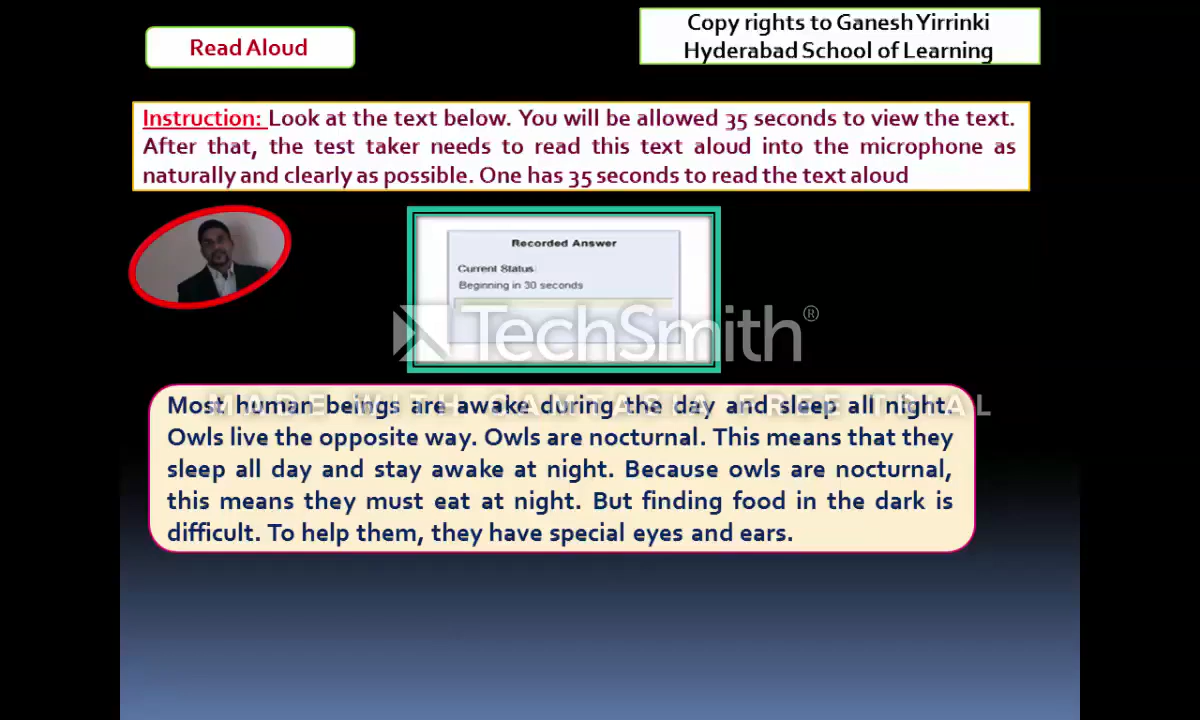 Read Aloud
Copy rights to Ganesh Yirrinki
Hyderabad School of Learning
Instruction: Look at the text below. You will be allowed 35 seconds to view the text.
After that, the test taker needs to read this text aloud into the microphone as
naturally and clearly as possible. One has 35 seconds to read the text aloud
Recorded Answer
Current Status:
Beginning in 30 seconds
TechSmith®
MADE WITH CAMTASIA FREE TRIAL
Most human beings are awake during the day and sleep all night.
Owls live the opposite way. Owls are nocturnal. This means that they
sleep all day and stay awake at night. Because owls are nocturnal,
this means they must eat at night. But finding food in the dark is
difficult. To help them, they have special eyes and ears.